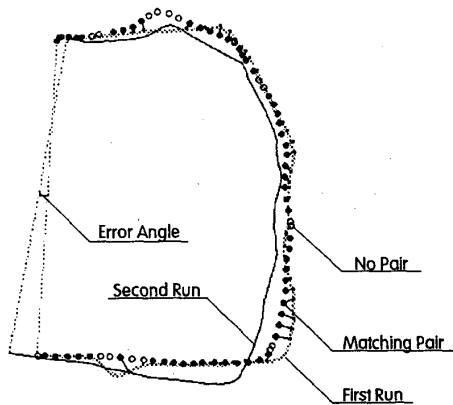 Error Angle
No Pair
Second Run
Matching Pair
First Run